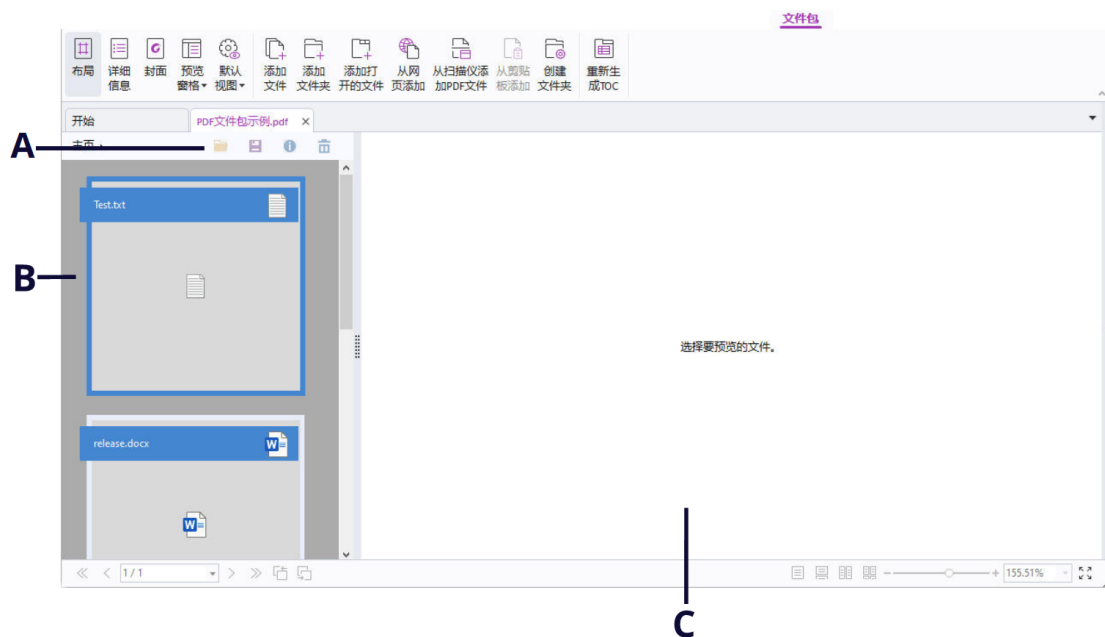 文件包
布局
详细
信息
封面
预览
窗格
默认
视图
添加
文件
添加
文件夹
添加打
开的文件
从网
页添加
从扫描仪添
加PDF文件
从剪贴
板添加
创建
文件夹
重新生
成TOC
开始
PDF文件包示例.pdf
A
主页
Test.txt
B
选择要预览的文件。
release.docx
1 / 1
155.51%
C